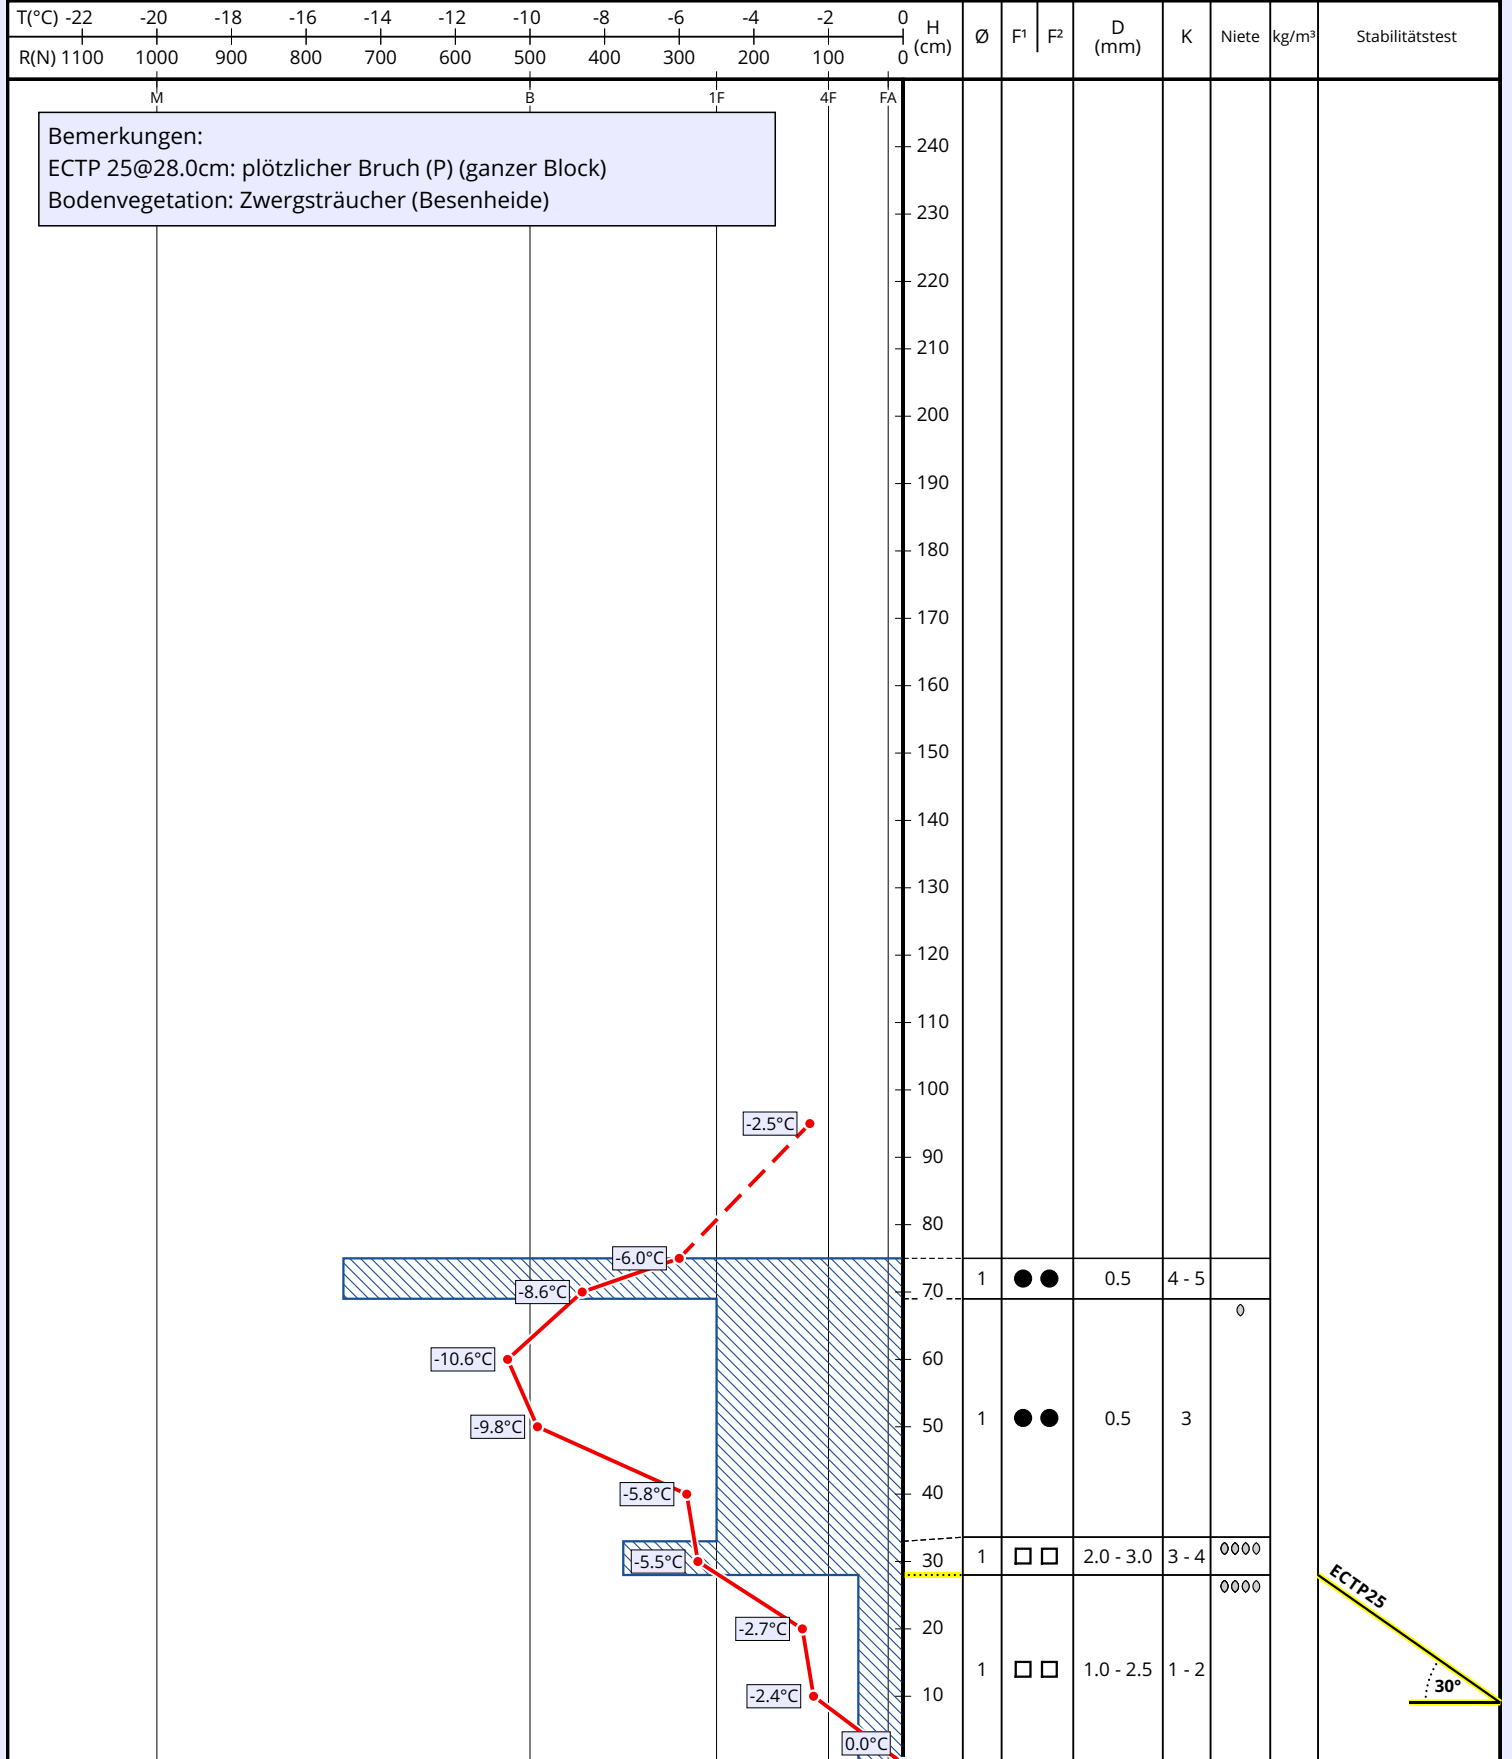 T(°C) -22 -20 -18 -16 -14 -12 -10 -8 -6 -4 -2 0
R(N) 1100 1000 900 800 700 600 500 400 300 200 100 0
H (cm) Ø F¹ F² D (mm) K Niete kg/m³ Stabilitätstest
M B 1F 4F FA
Bemerkungen:
ECTP 25@28.0cm: plötzlicher Bruch (P) (ganzer Block)
Bodenvegetation: Zwergsträucher (Besenheide)
240
230
220
210
200
190
180
170
160
150
140
130
120
110
100
-2.5°C
90
80
-6.0°C
1 0.5 4 - 5
-8.6°C 70
-10.6°C 60
1 0.5 3
-9.8°C 50
-5.8°C 40
1 2.0 - 3.0 3 - 4
-5.5°C 30
ECTP25
-2.7°C 20
1 1.0 - 2.5 1 - 2
30°
-2.4°C 10
0.0°C